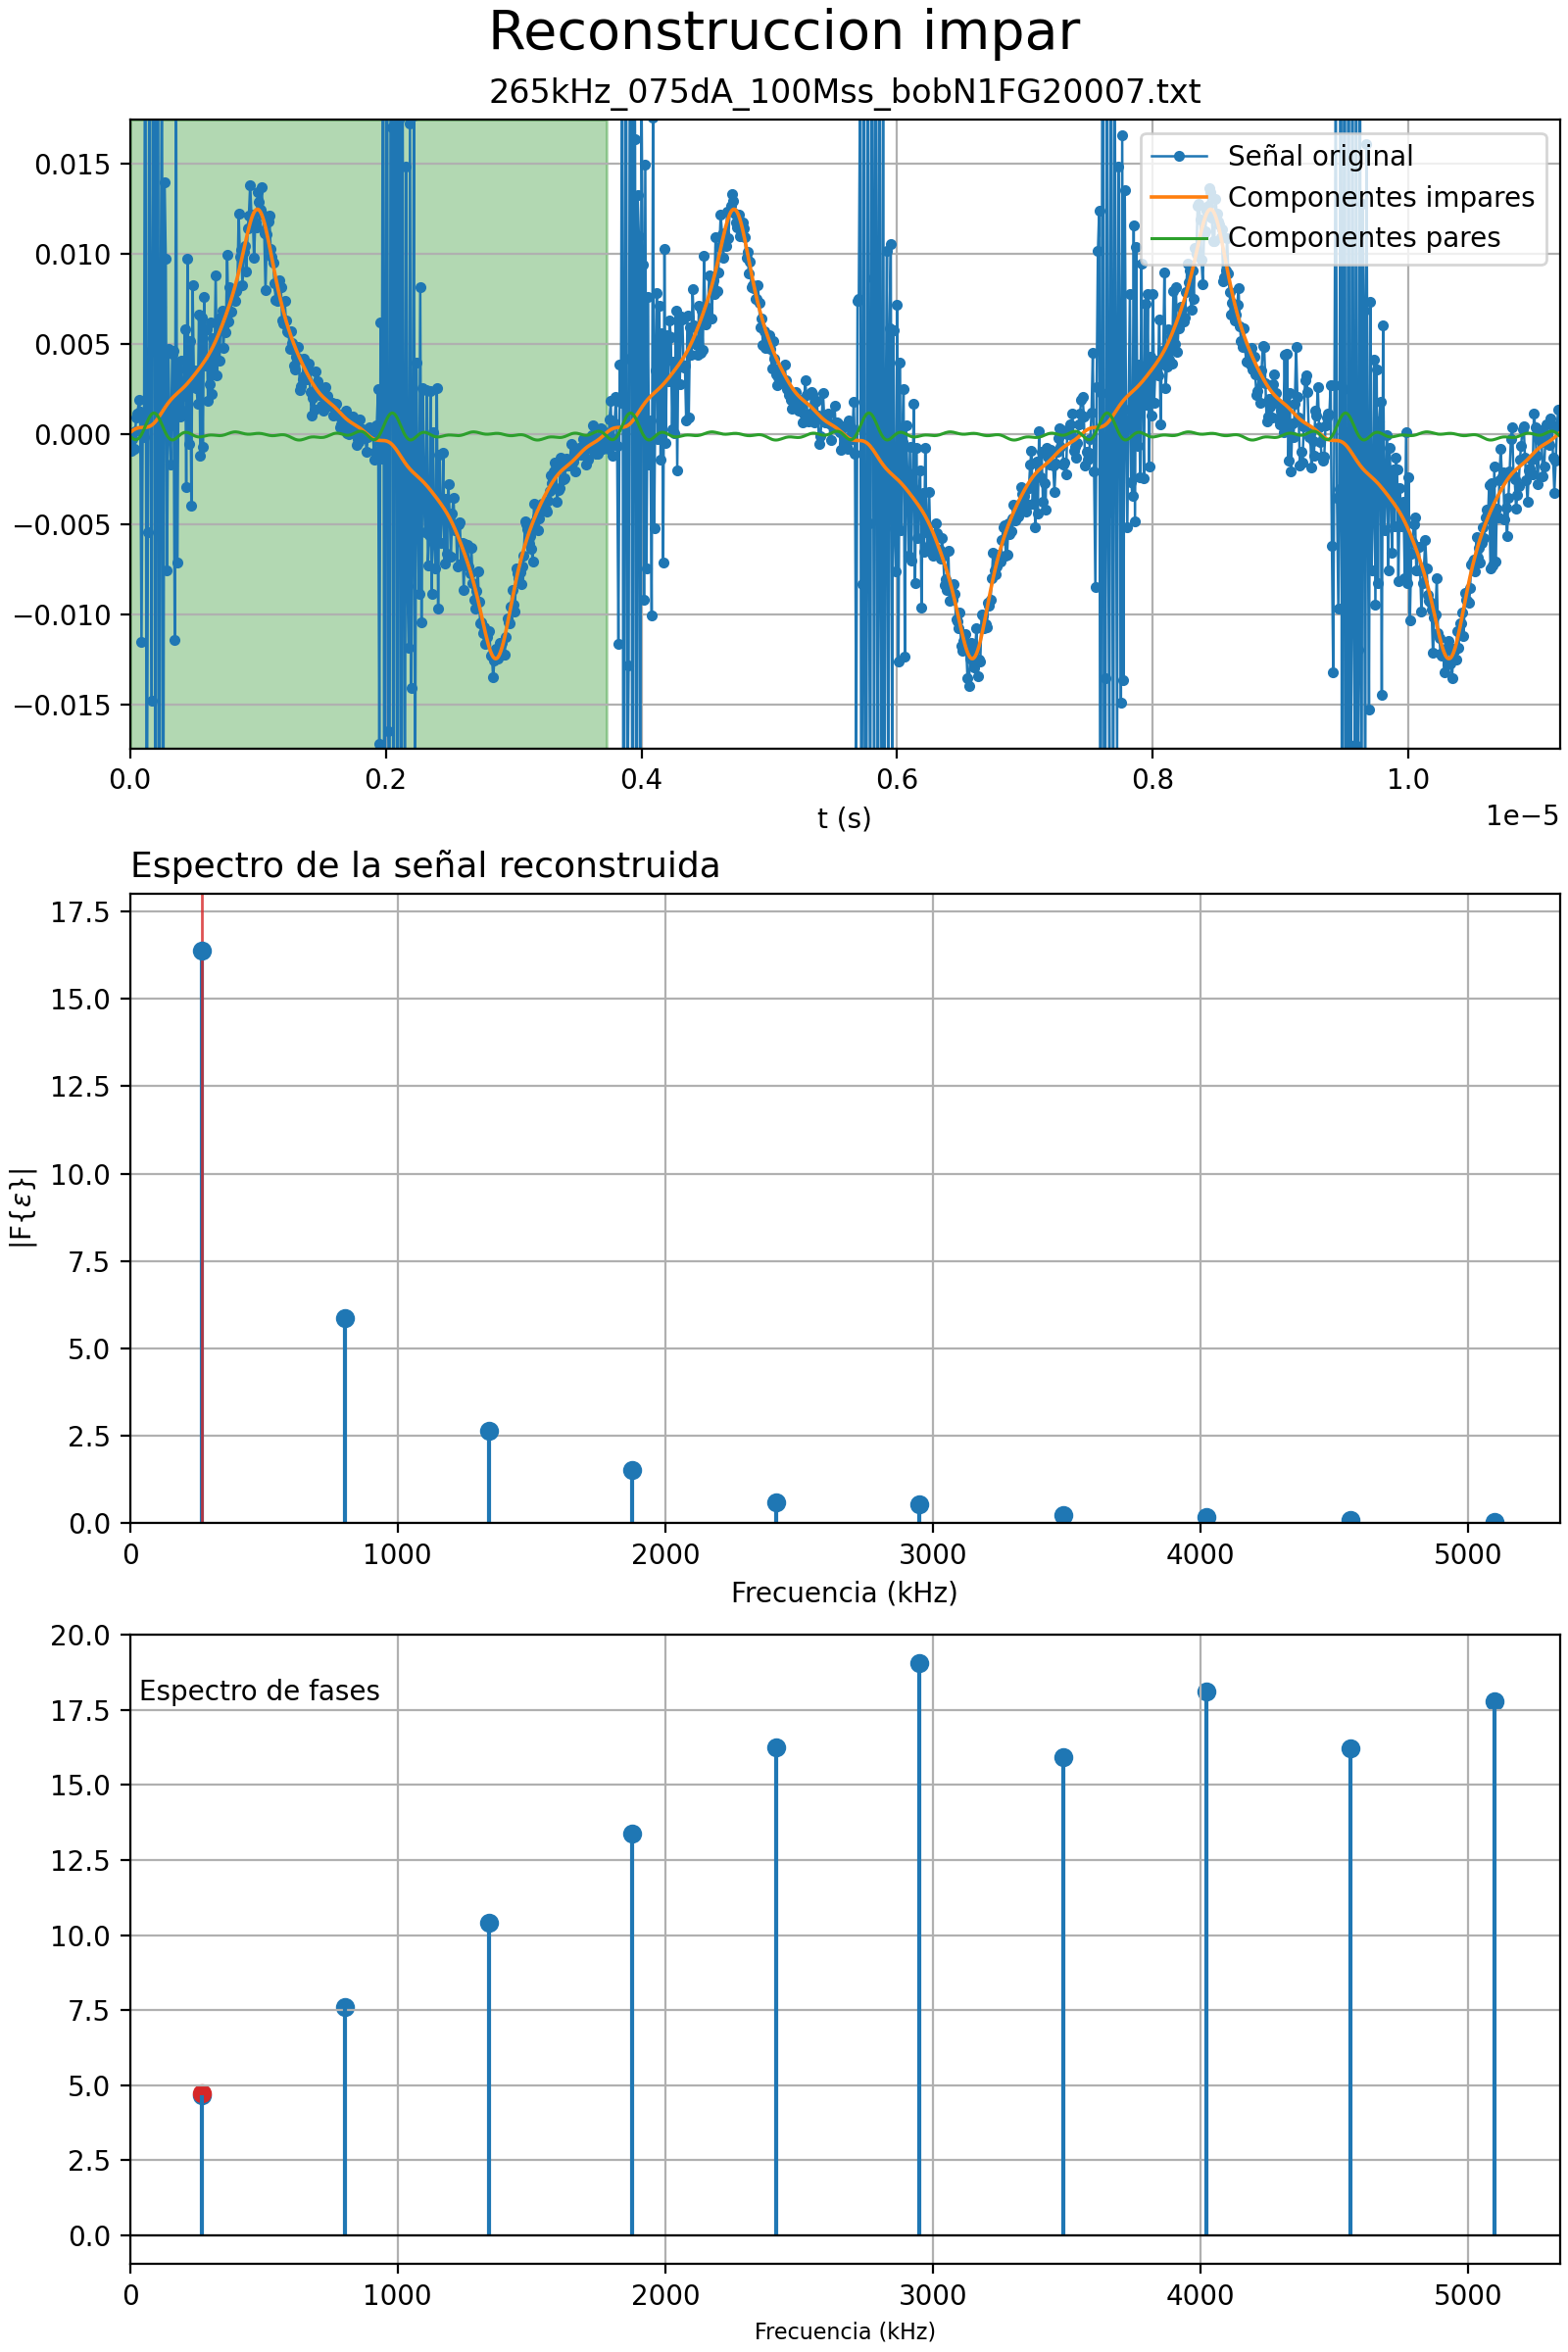 Reconstruccion impar
265kHz_075dA_100Mss_bobN1FG20007.txt
Señal original
Componentes impares
Componentes pares
0.015
0.010
0.005
0.000
−0.005
−0.010
−0.015
0.0 0.2 0.4 0.6 0.8 1.0
1e−5
t (s)
Espectro de la señal reconstruida
17.5
15.0
12.5
10.0
7.5
5.0
2.5
0.0
|F{ε}|
0 1000 2000 3000 4000 5000
Frecuencia (kHz)
Espectro de fases
20.0
17.5
15.0
12.5
10.0
7.5
5.0
2.5
0.0
0 1000 2000 3000 4000 5000
Frecuencia (kHz)